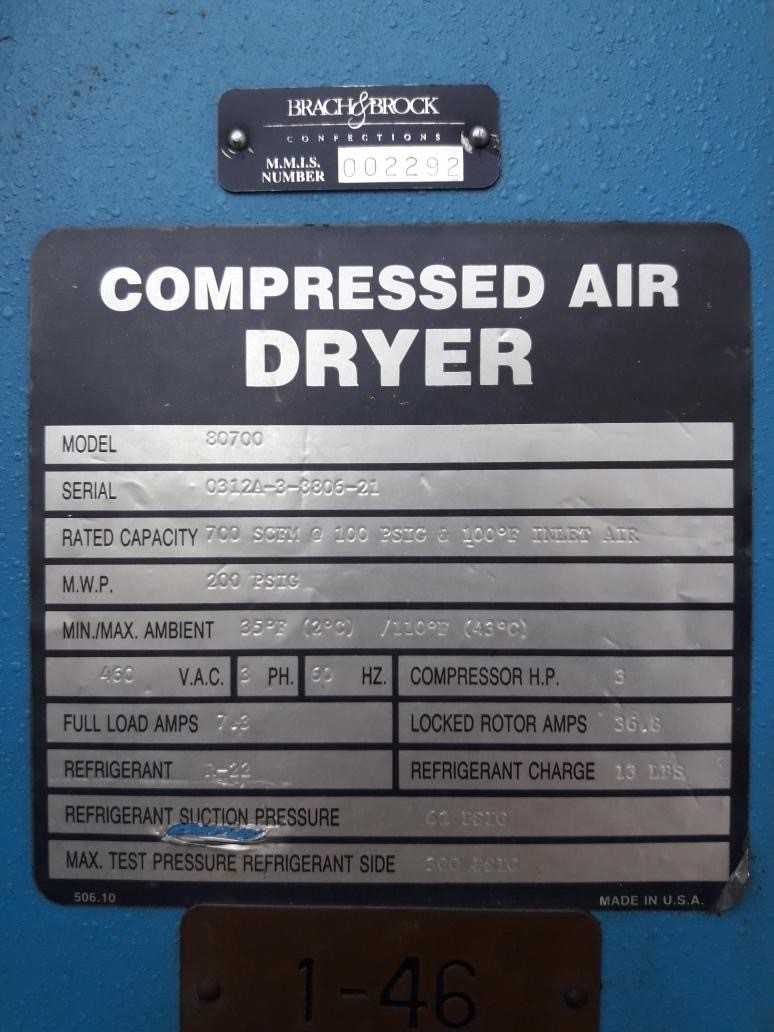 BRACH & BROCK
CONFECTIONS
M.M.I.S. NUMBER 002292
COMPRESSED AIR
DRYER
MODEL 80700
SERIAL 0312A-3-3806-21
RATED CAPACITY 700 SCFM @ 100 PSIG & 100°F INLET AIR
M.W.P. 200 PSIG
MIN./MAX. AMBIENT 35°F (2°C) /110°F (43°C)
460 V.A.C. 3 PH. 60 HZ. COMPRESSOR H.P. 3
FULL LOAD AMPS 7.3 LOCKED ROTOR AMPS 36.8
REFRIGERANT R-22 REFRIGERANT CHARGE 13 LBS
REFRIGERANT SUCTION PRESSURE PSIG
MAX. TEST PRESSURE REFRIGERANT SIDE 300 PSIG
506.10 MADE IN U.S.A.
1-46